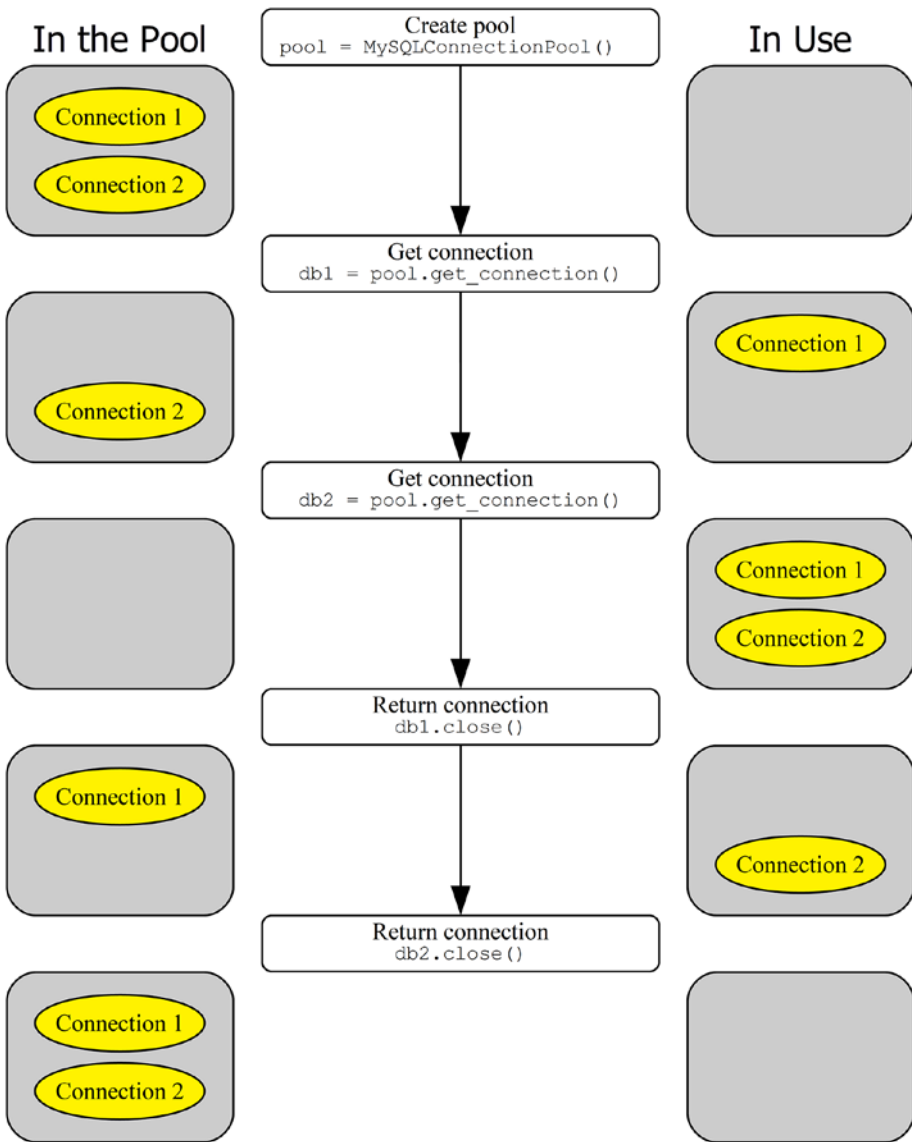 In the Pool
Create pool
pool = MySQLConnectionPool()
In Use
Connection 1
Connection 2
Get connection
db1 = pool.get_connection()
Connection 2
Connection 1
Get connection
db2 = pool.get_connection()
Connection 1
Connection 2
Return connection
db1.close()
Connection 1
Connection 2
Return connection
db2.close()
Connection 1
Connection 2